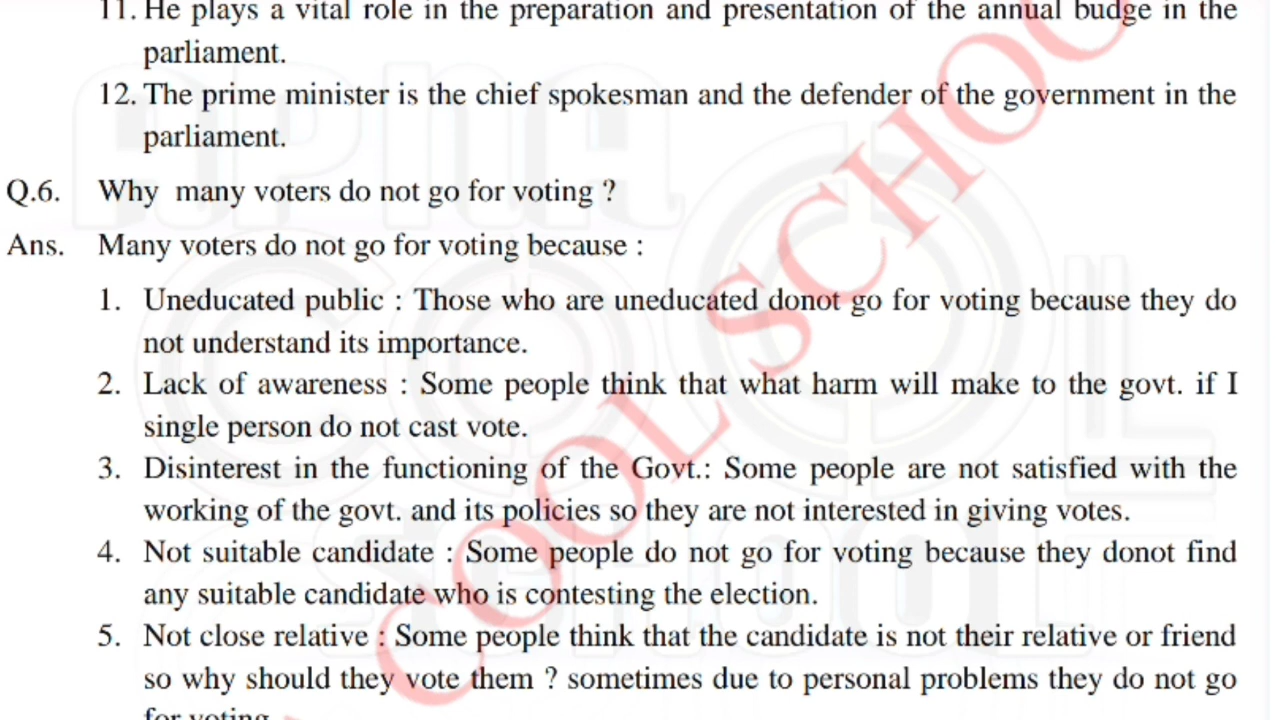 11. He plays a vital role in the preparation and presentation of the annual budge in the
parliament.
12. The prime minister is the chief spokesman and the defender of the government in the
parliament.
Q.6. Why many voters do not go for voting ?
Ans. Many voters do not go for voting because :
1. Uneducated public : Those who are uneducated donot go for voting because they do
not understand its importance.
2. Lack of awareness : Some people think that what harm will make to the govt. if I
single person do not cast vote.
3. Disinterest in the functioning of the Govt.: Some people are not satisfied with the
working of the govt. and its policies so they are not interested in giving votes.
4. Not suitable candidate : Some people do not go for voting because they donot find
any suitable candidate who is contesting the election.
5. Not close relative : Some people think that the candidate is not their relative or friend
so why should they vote them ? sometimes due to personal problems they do not go
for voting
COOL SCHOO
APNA
COOL
SCHOOL